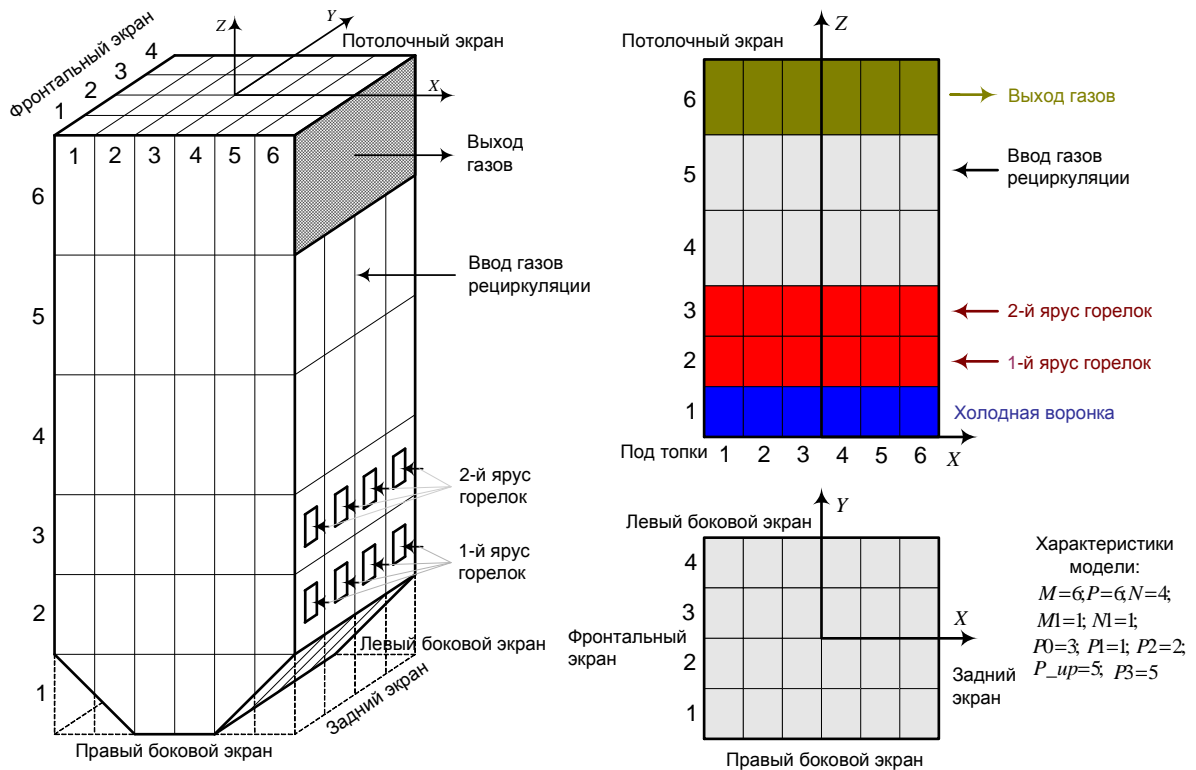 Фронтальный экран
1 2 3 4
Z
Y
X
Потолочный экран
1 2 3 4 5 6
6
5
4
3
2
1
Выход
газов
Ввод газов
рециркуляции
2-й ярус
горелок
1-й ярус
горелок
Левый боковой экран
Задний экран
Правый боковой экран
Потолочный экран
Z
6
5
4
3
2
1
Выход газов
Ввод газов
рециркуляции
2-й ярус горелок
1-й ярус горелок
Холодная воронка
Под топки
1 2 3 4 5 6
X
Левый боковой экран
Y
4
3
2
1
X
Фронтальный
экран
Задний
экран
Правый боковой экран
Характеристики
модели:
M=6;P=6;N=4;
M1=1; N1=1;
P0=3; P1=1; P2=2;
P_up=5; P3=5